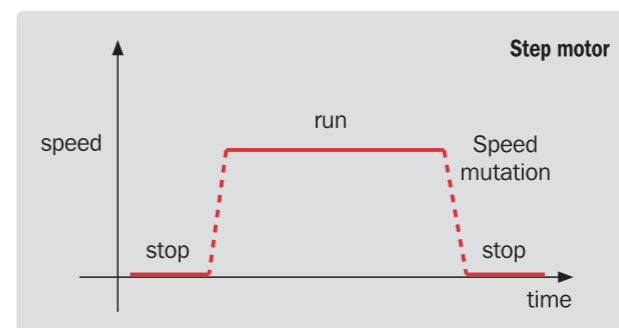 Step motor
run
speed
Speed
mutation
stop
stop
time